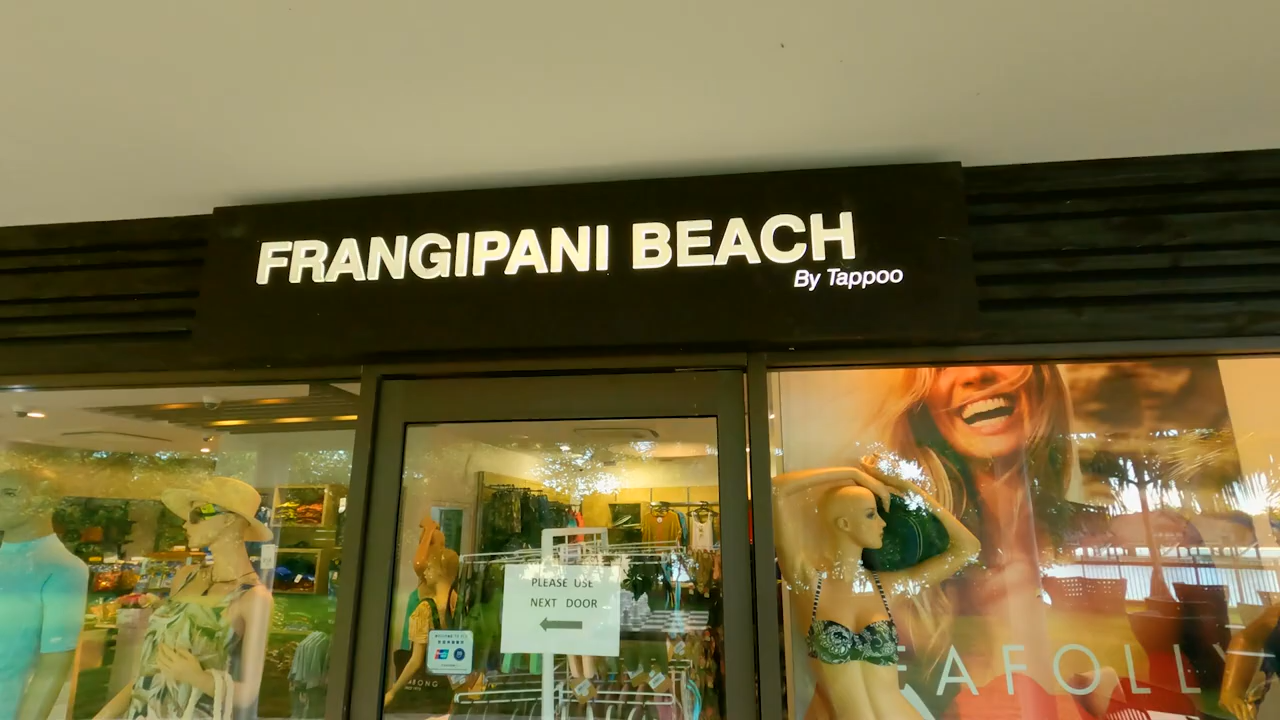 FRANGIPANI BEACH
By Tappoo
PLEASE USE
NEXT DOOR
EAFOLLY